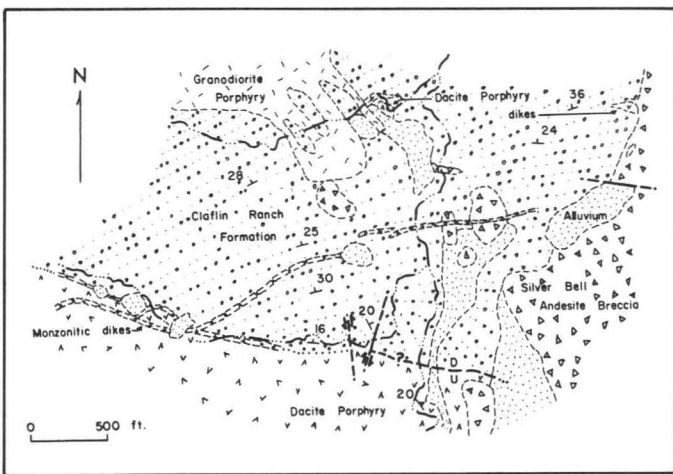 N
Granodiorite
Porphyry
Dacite Porphyry
dikes
36
24
28
Claflin Ranch
Formation
25
Alluvium
30
Silver Bell
Andesite Breccia
Monzonitic dikes
16
20
?
D
U
20
Dacite Porphyry
0 500 ft.